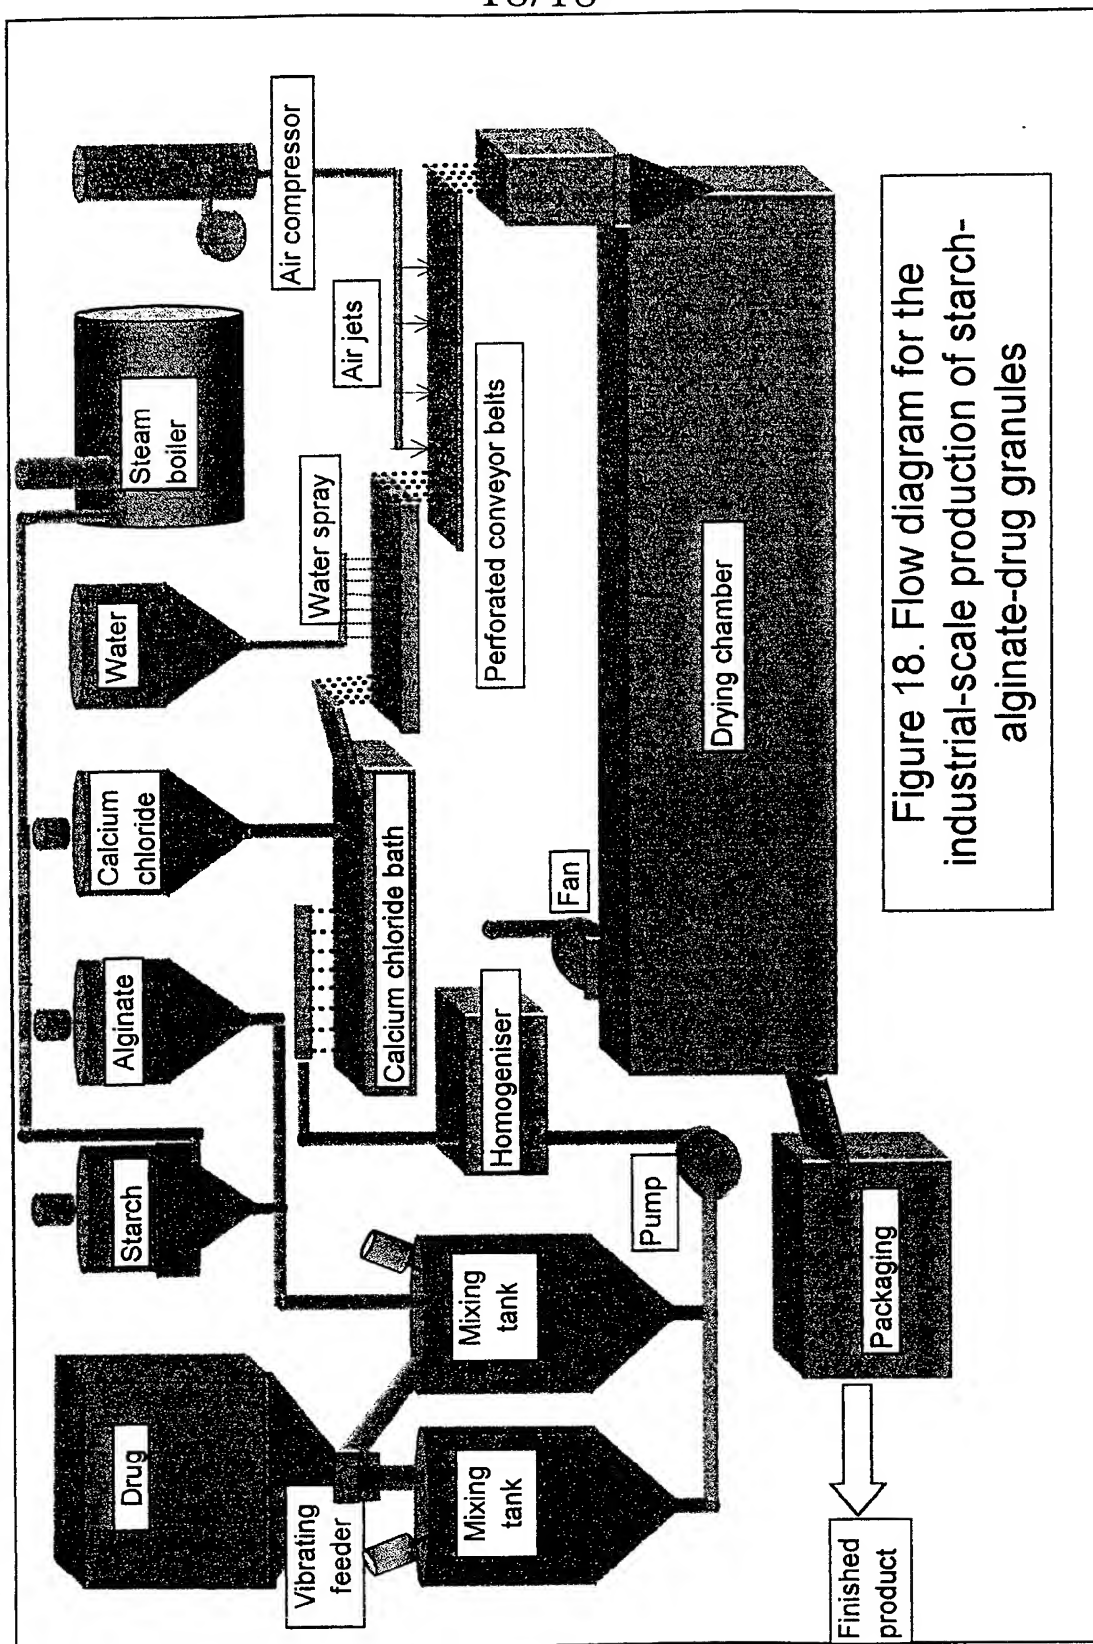 Drug
Starch
Alginate
Calcium
chloride
Water
Steam
boiler
Air compressor
Vibrating
feeder
Water spray
Air jets
Calcium chloride bath
Mixing
tank
Mixing
tank
Homogeniser
Perforated conveyor belts
Fan
Pump
Drying chamber
Packaging
Finished
product
Figure 18. Flow diagram for the
industrial-scale production of starch-
alginate-drug granules